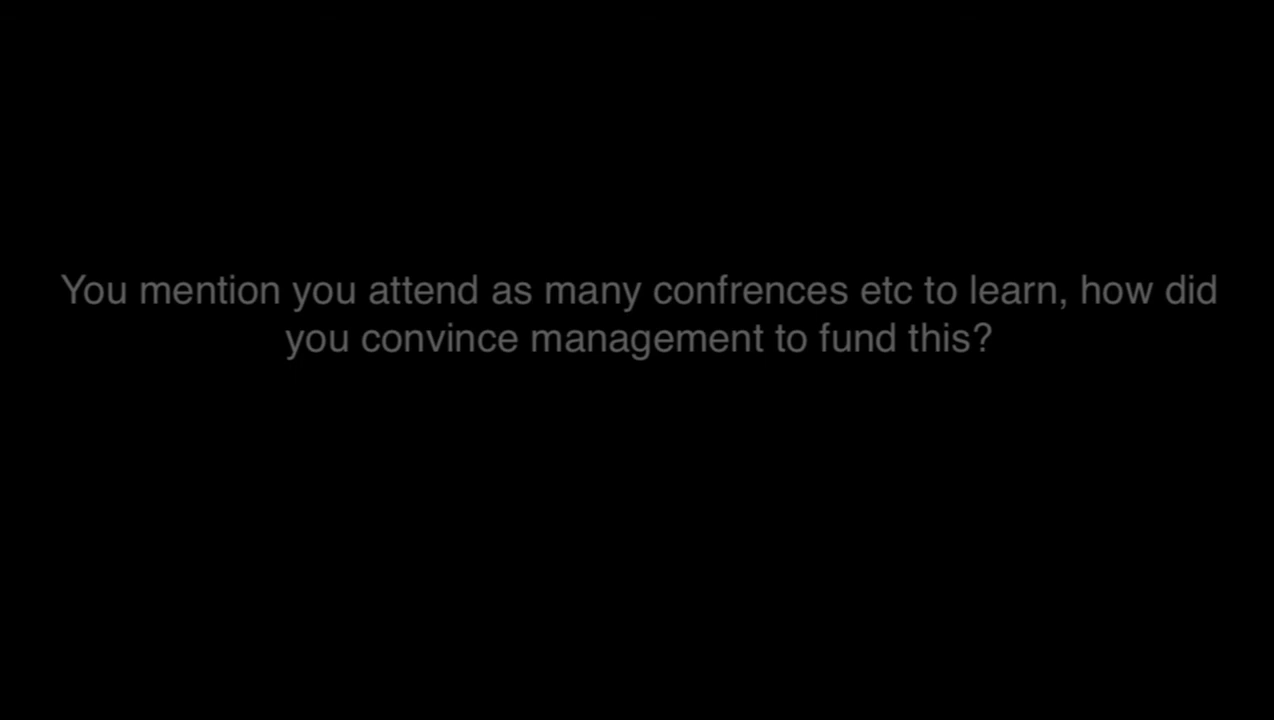 You mention you attend as many confrences etc to learn, how did
you convince management to fund this?